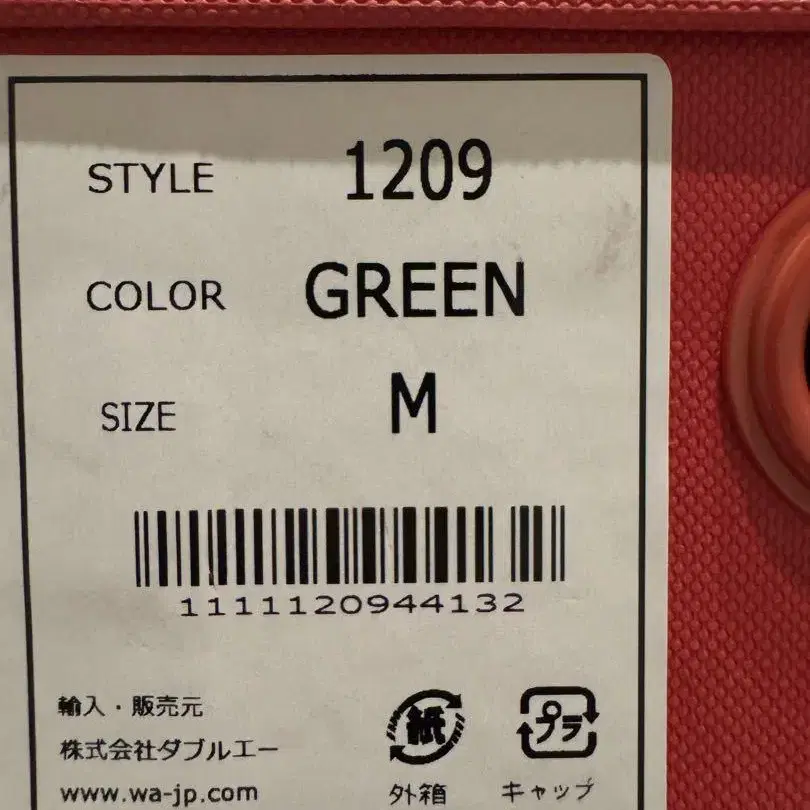 STYLE 1209
COLOR GREEN
SIZE M
1111120944132
輸入・販売元
株式会社ダブルエー
www.wa-jp.com
紙
外箱
プラ
キャップ